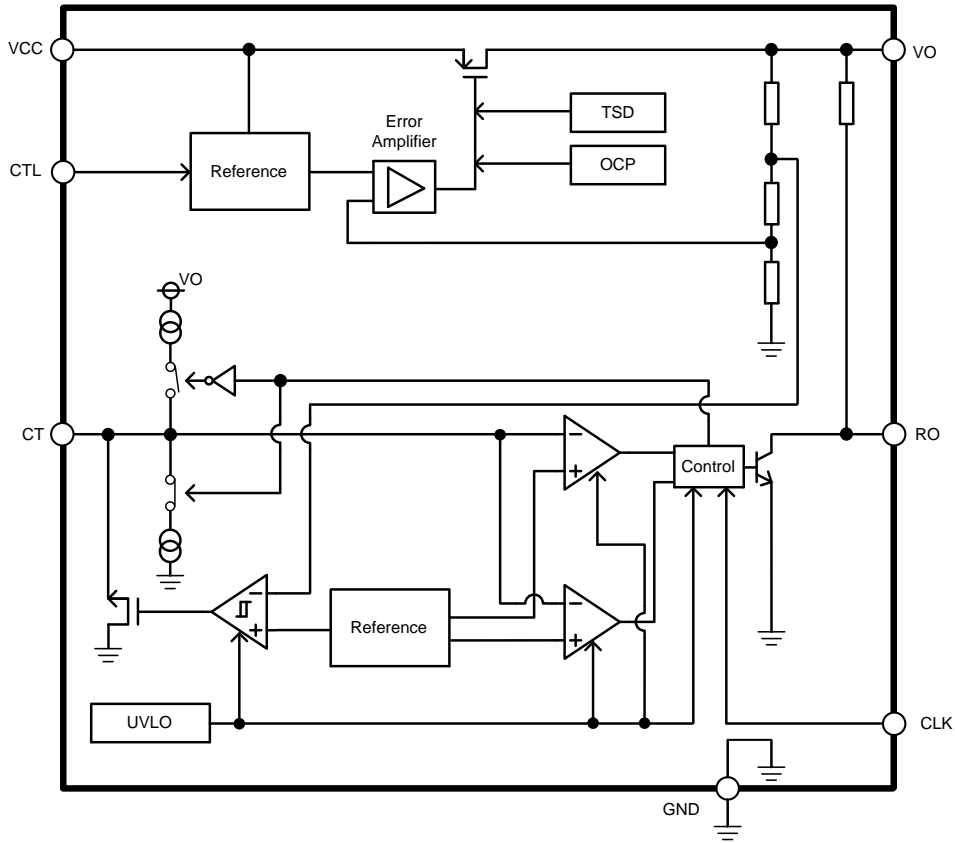 VCC
VO
CTL
Reference
Error
Amplifier
TSD
OCP
VO
CT
RO
Control
Reference
UVLO
CLK
GND